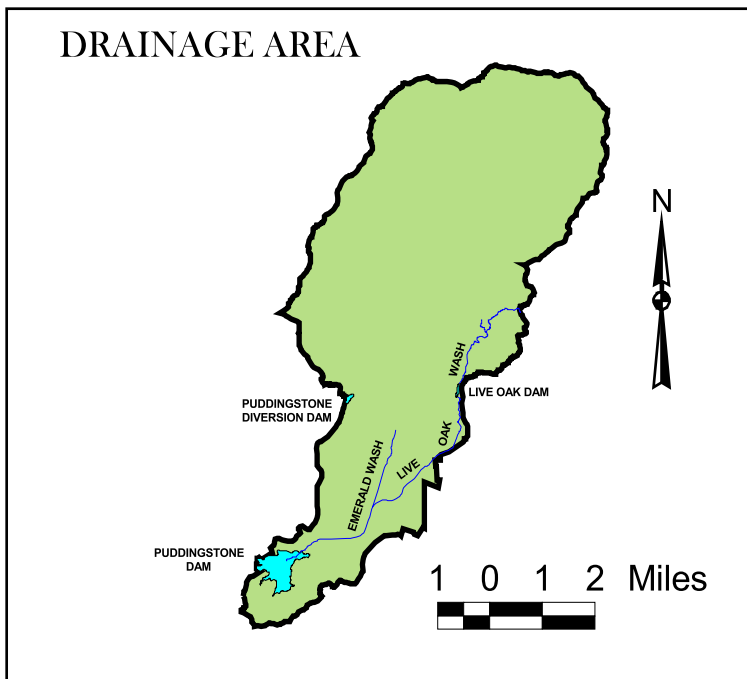 DRAINAGE AREA
N
WASH
LIVE OAK DAM
PUDDINGSTONE
DIVERSION DAM
OAK
LIVE
EMERALD WASH
PUDDINGSTONE
DAM
1 0 1 2 Miles